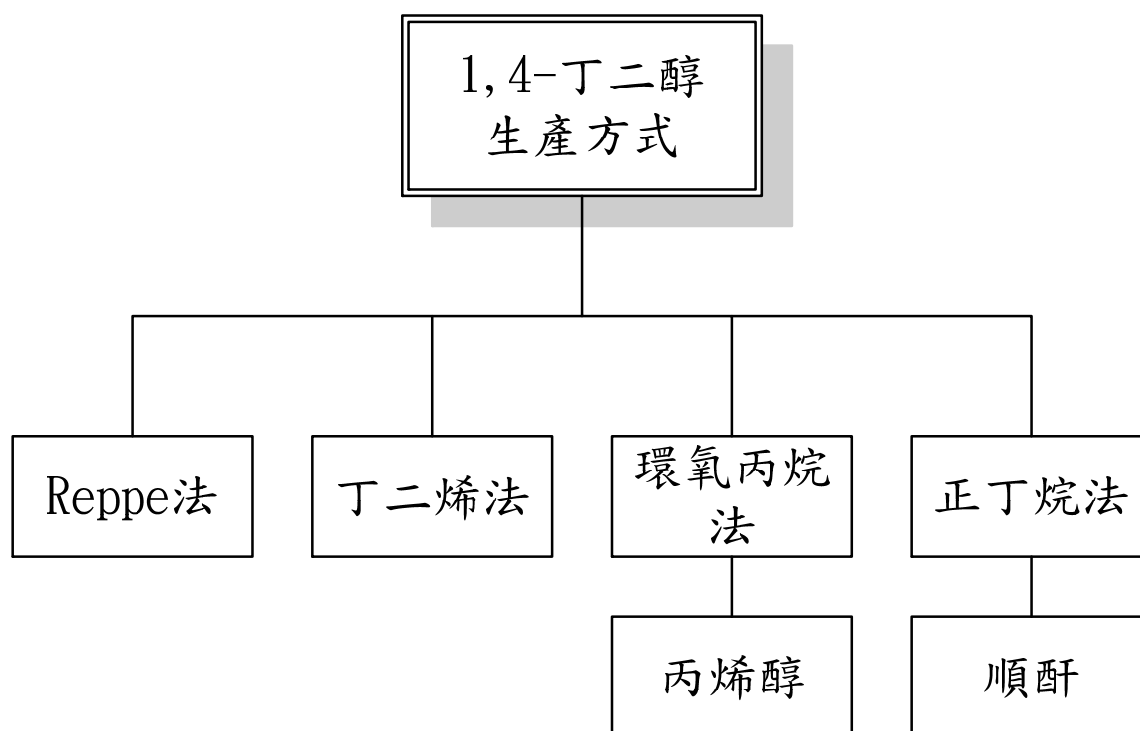 1,4-丁二醇
生產方式
Reppe法
丁二烯法
環氧丙烷
法
正丁烷法
丙烯醇
順酐